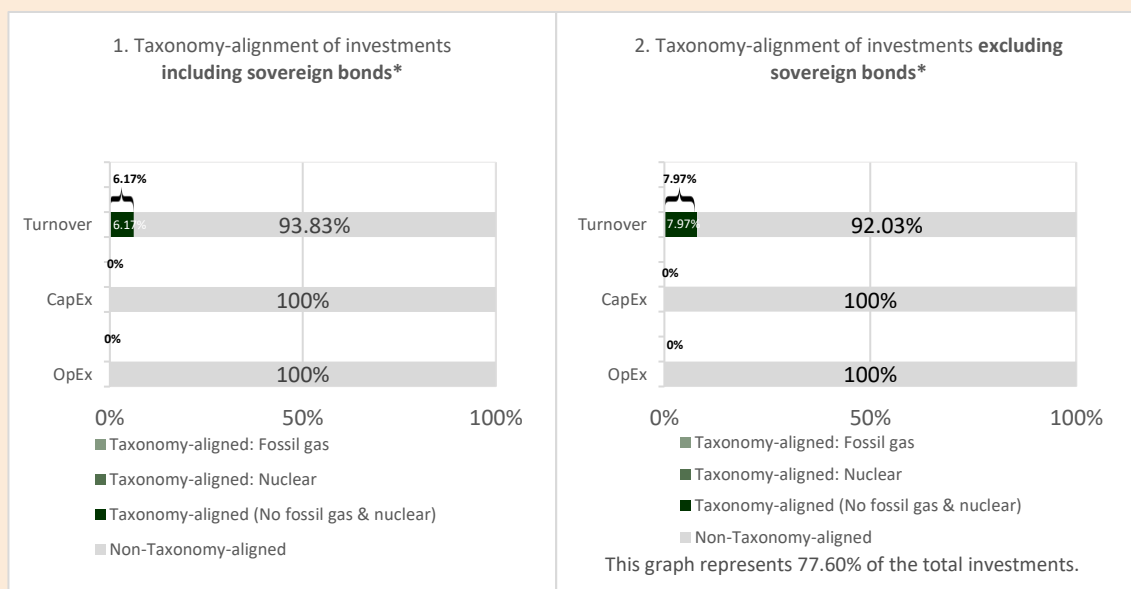 1. Taxonomy-alignment of investments
including sovereign bonds*
6.17%
Turnover
6.17%
93.83%
0%
CapEx
100%
0%
OpEx
100%
0%
50%
100%
Taxonomy-aligned: Fossil gas
Taxonomy-aligned: Nuclear
Taxonomy-aligned (No fossil gas & nuclear)
Non-Taxonomy-aligned
2. Taxonomy-alignment of investments excluding
sovereign bonds*
7.97%
Turnover
7.97%
92.03%
0%
CapEx
100%
0%
OpEx
100%
0%
50%
100%
Taxonomy-aligned: Fossil gas
Taxonomy-aligned: Nuclear
Taxonomy-aligned (No fossil gas & nuclear)
Non-Taxonomy-aligned
This graph represents 77.60% of the total investments.